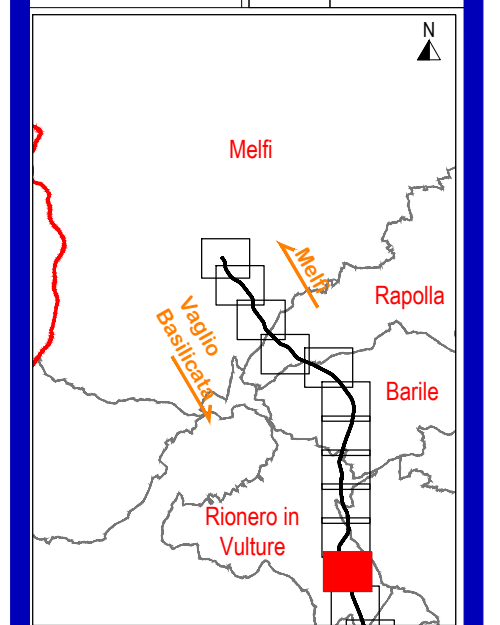 N
Melfi
Melfi
Rapolla
Vaglio
Basilicata
Barile
Rionero in
Vulture